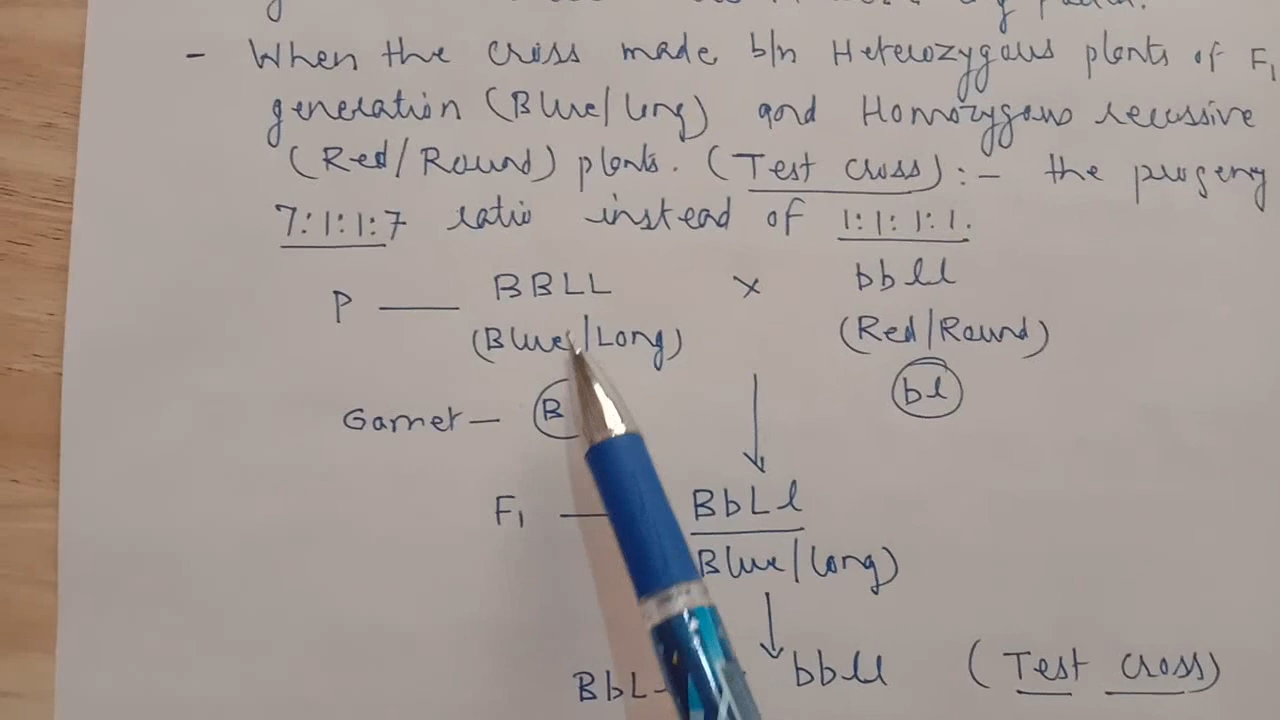 - When the cross made b/n Heterozygous plants of F1
generation (Blue/long) and Homozygous recessive
(Red/Round) plants. (Test cross):- the progeny
7:1:1:7 ratio instead of 1:1:1:1.
P — BBLL × bbll
(Blue/Long) (Red/Round)
Gamet - B bl
F1 — BbLl
Blue/long)
BbL bbll (Test cross)